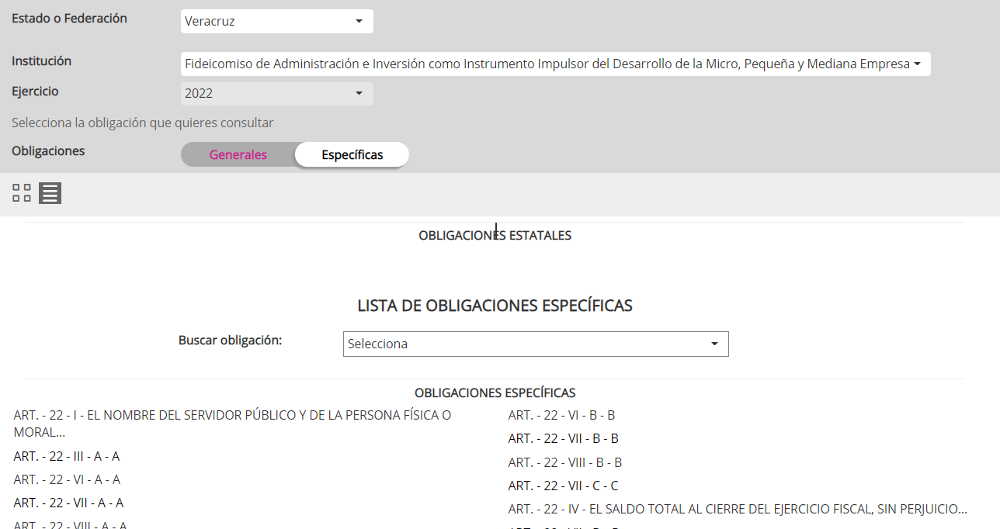 Estado o Federación
Veracruz
Institución
Fideicomiso de Administración e Inversión como Instrumento Impulsor del Desarrollo de la Micro, Pequeña y Mediana Empresa
Ejercicio
2022
Selecciona la obligación que quieres consultar
Obligaciones
Generales
Específicas
OBLIGACIONES ESTATALES
LISTA DE OBLIGACIONES ESPECÍFICAS
Buscar obligación:
Selecciona
OBLIGACIONES ESPECÍFICAS
ART. - 22 - I - EL NOMBRE DEL SERVIDOR PÚBLICO Y DE LA PERSONA FÍSICA O
MORAL...
ART. - 22 - III - A - A
ART. - 22 - VI - A - A
ART. - 22 - VII - A - A
ART. - 22 - VIII - A - A
ART. - 22 - VI - B - B
ART. - 22 - VII - B - B
ART. - 22 - VIII - B - B
ART. - 22 - VII - C - C
ART. - 22 - IV - EL SALDO TOTAL AL CIERRE DEL EJERCICIO FISCAL, SIN PERJUICIO...